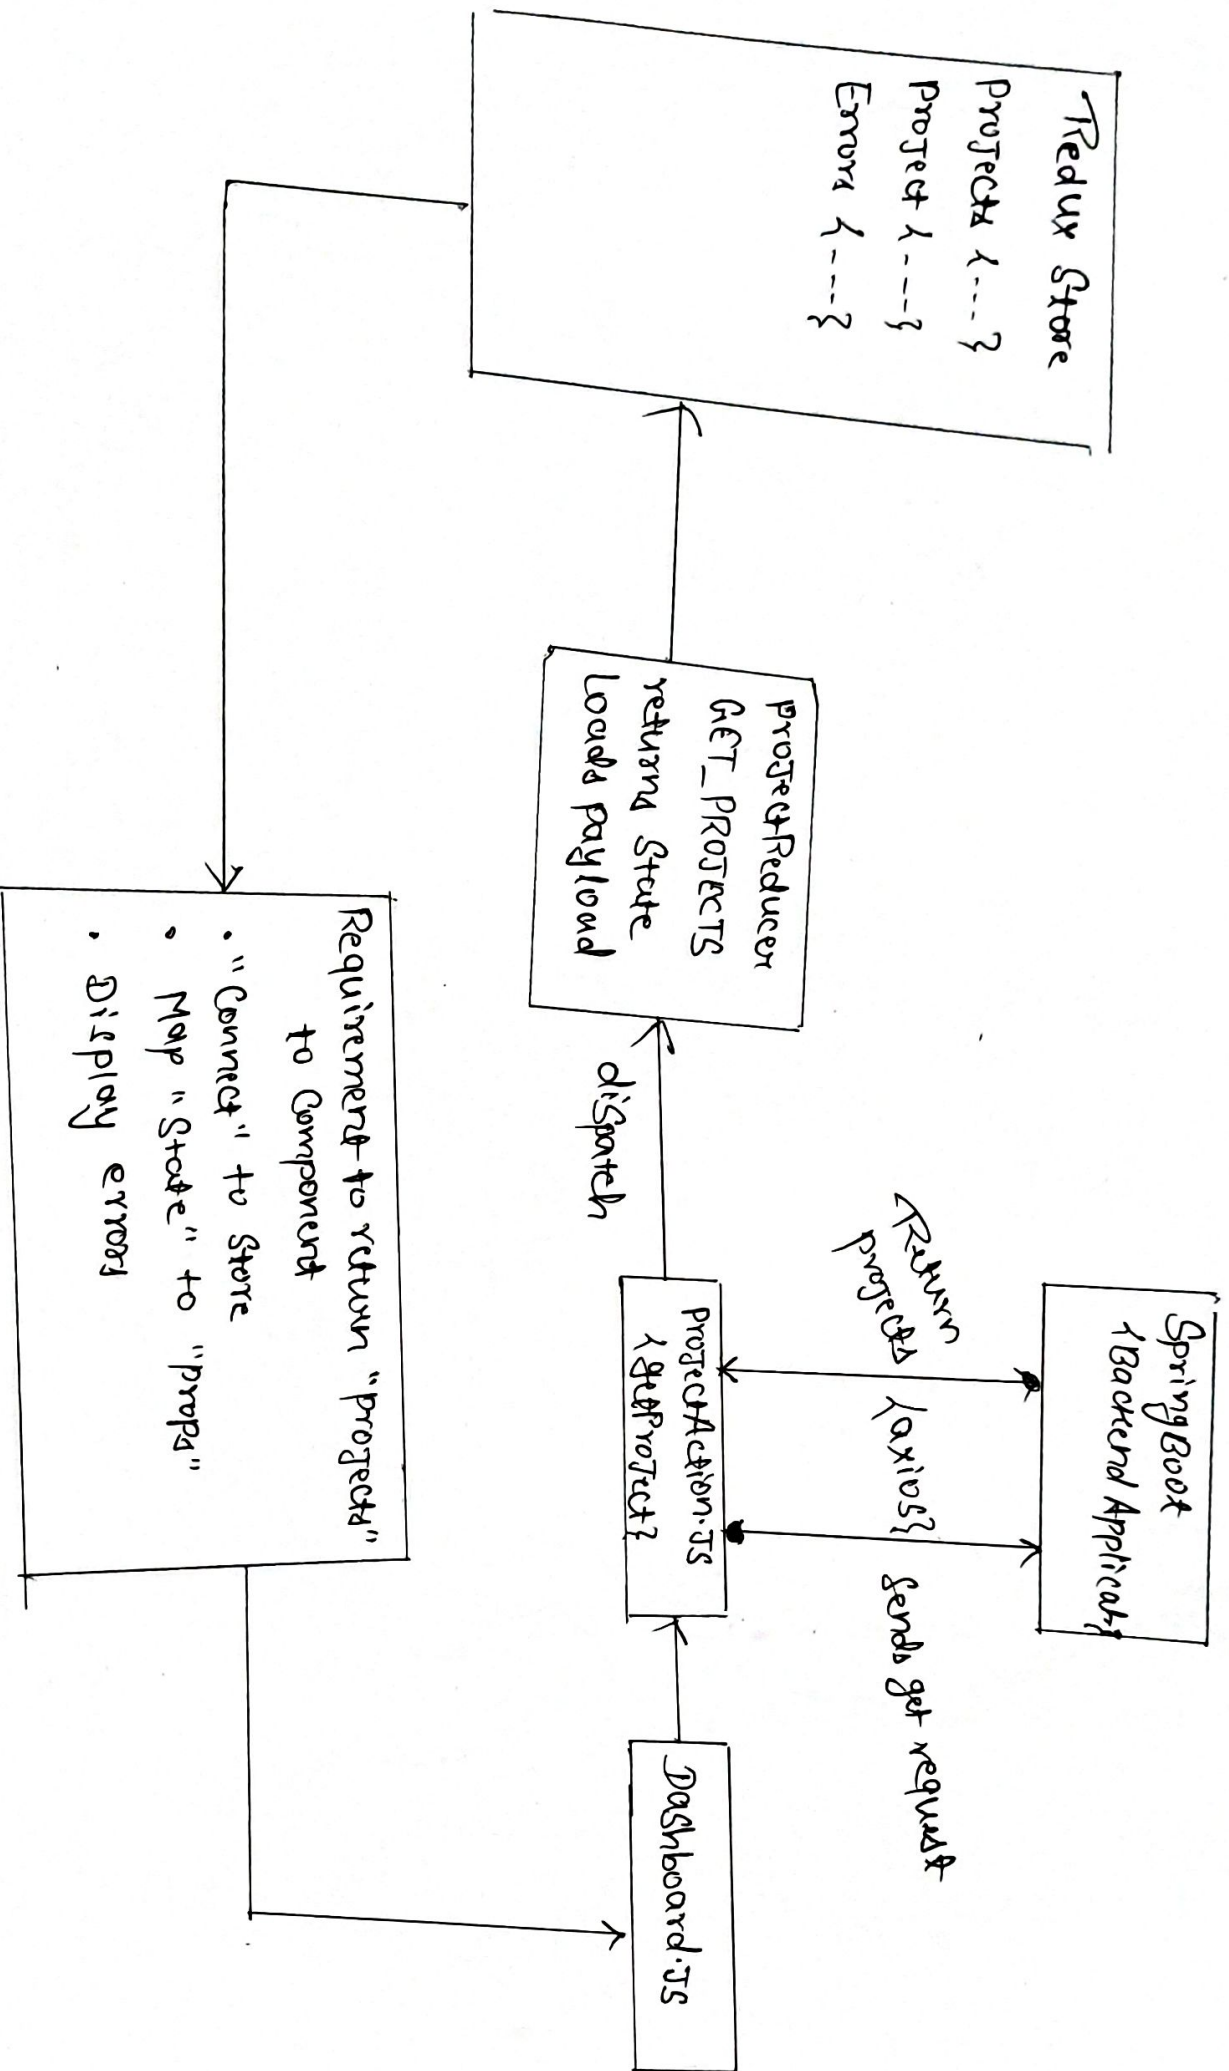 Redux Store
Projects {---}
Project {----}
Errors {----}
ProjectReducer
GET_PROJECTS
returns State
Loads payload
dispatch
SpringBoot
{Backend Applicat}
Return
projects
{axios}
Sends get request
ProjectAction.JS
{getProject}
Dashboard.JS
Requirement to return "projects"
to Component
• "Connect" to Store
• Map "State" to "props"
• Display errors